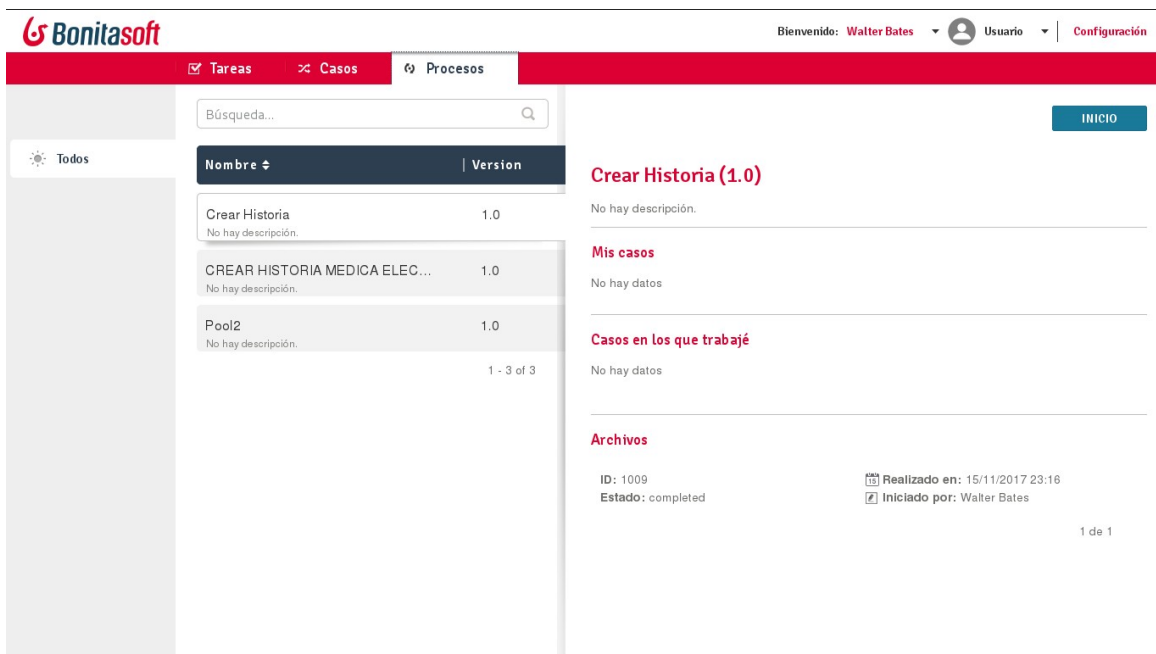 Bonitasoft
Bienvenido: Walter Bates Usuario Configuración
Tareas Casos Procesos
Búsqueda...
INICIO
Todos
Nombre Version
Crear Historia (1.0)
No hay descripción.
Crear Historia 1.0
No hay descripción.
CREAR HISTORIA MEDICA ELEC... 1.0
No hay descripción.
Pool2 1.0
No hay descripción.
1 - 3 of 3
Mis casos
No hay datos
Casos en los que trabajé
No hay datos
Archivos
ID: 1009
15 Realizado en: 15/11/2017 23:16
Estado: completed
Iniciado por: Walter Bates
1 de 1